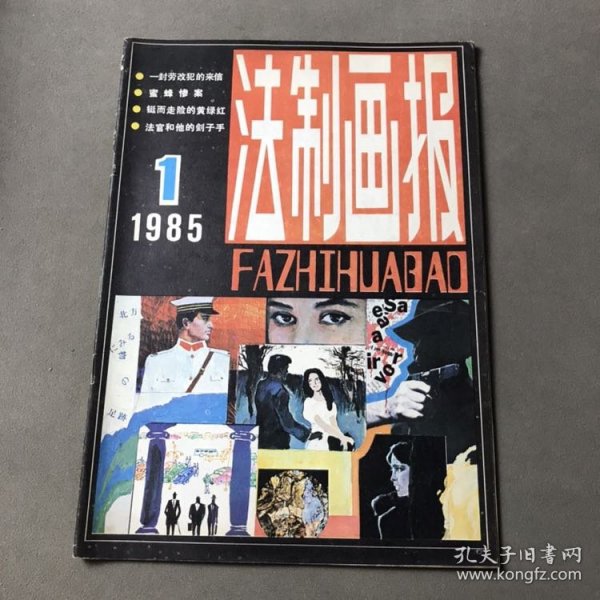 一封劳改犯的来信
蜜蜂惨案
铤而走险的黄绿红
法官和他的刽子手
1
1985
法制画报
FAZHIHUABAO
足跡
孔夫子旧书网
www.kongfz.com